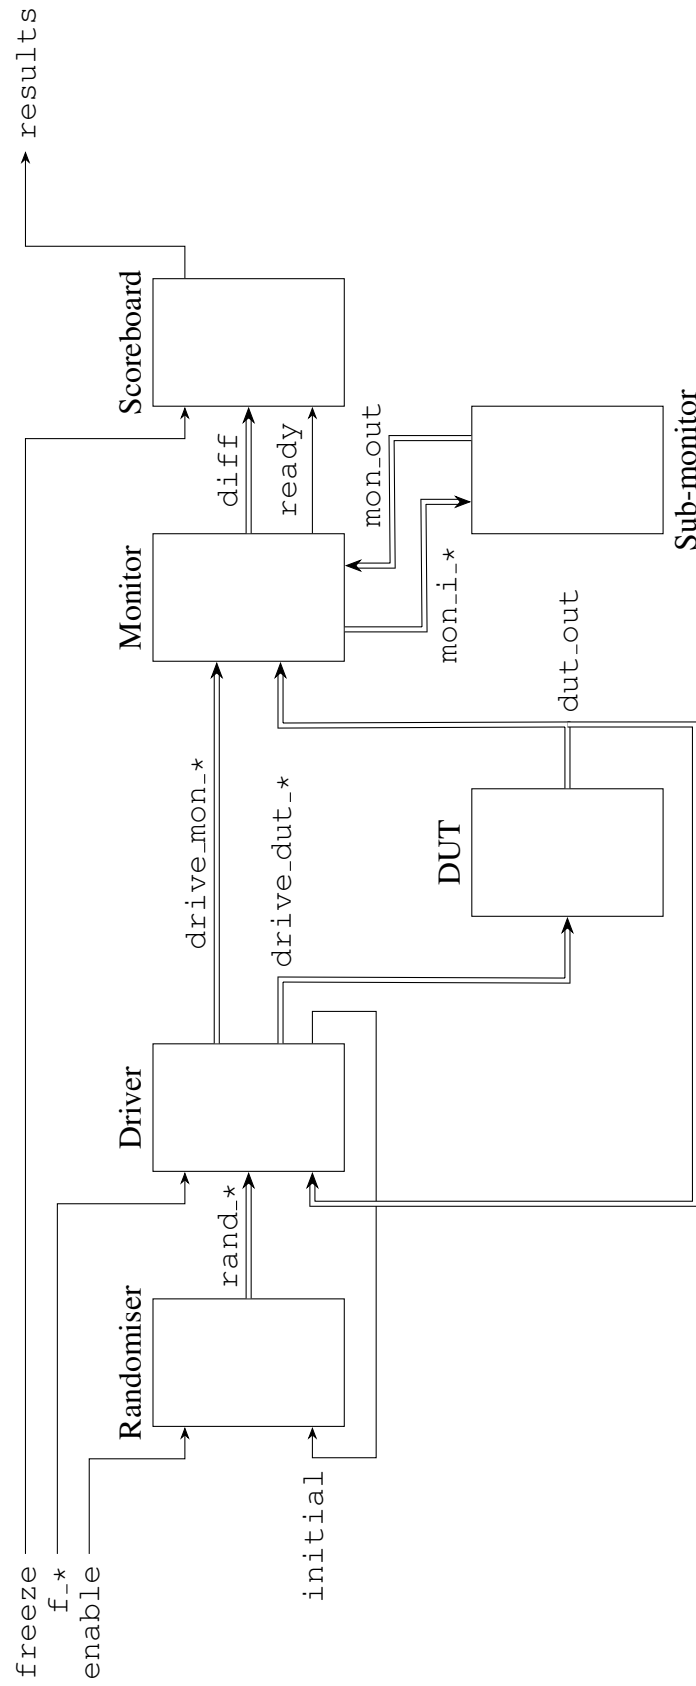 freeze
f_*
enable
initial
Randomiser
rand_*
Driver
drive_mon_*
drive_dut_*
DUT
dut_out
Monitor
mon_i_*
mon_out
Sub-monitor
diff
ready
Scoreboard
results